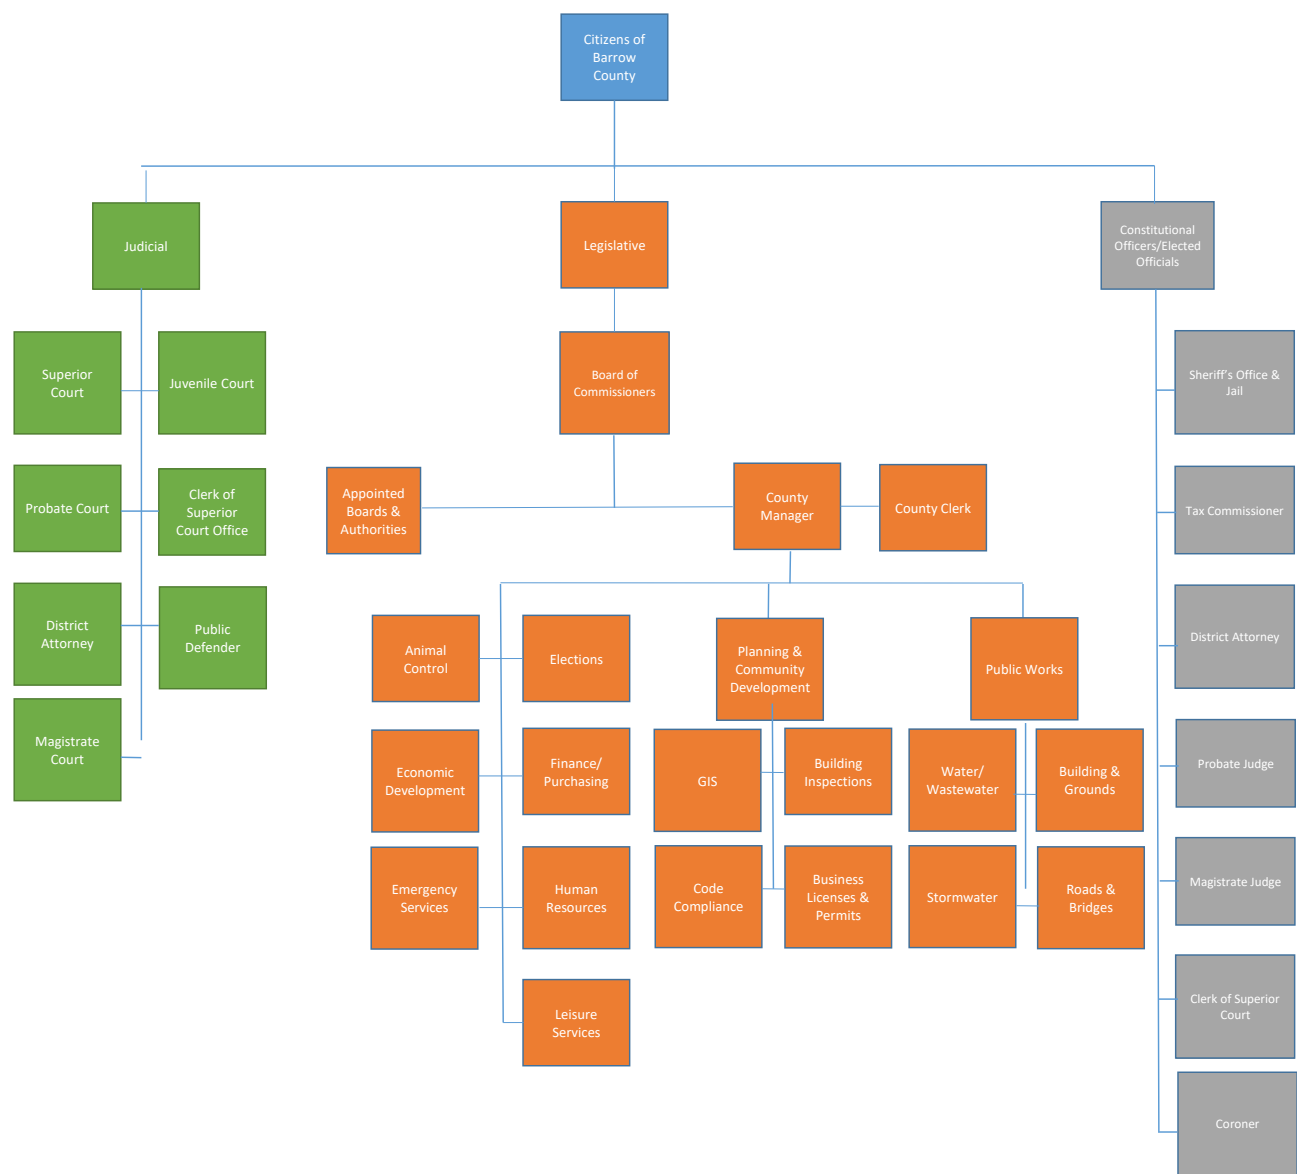 Citizens of
Barrow
County
Judicial
Legislative
Constitutional
Officers/Elected
Officials
Superior
Court
Juvenile Court
Board of
Commissioners
Sheriff's Office &
Jail
Probate Court
Clerk of
Superior
Court Office
Appointed
Boards &
Authorities
County
Manager
County Clerk
Tax Commissioner
District
Attorney
Public
Defender
Animal
Control
Elections
Planning &
Community
Development
Public Works
District Attorney
Magistrate
Court
Economic
Development
Finance/
Purchasing
GIS
Building
Inspections
Water/
Wastewater
Building &
Grounds
Probate Judge
Emergency
Services
Human
Resources
Code
Compliance
Business
Licenses &
Permits
Stormwater
Roads &
Bridges
Magistrate Judge
Leisure
Services
Clerk of Superior
Court
Coroner